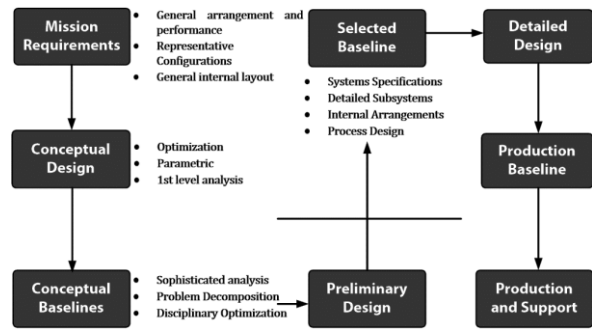 Mission
Requirements
• General arrangement and
performance
• Representative
Configurations
• General internal layout
Conceptual
Design
• Optimization
• Parametric
• 1st level analysis
Conceptual
Baselines
• Sophisticated analysis
• Problem Decomposition
• Disciplinary Optimization
Preliminary
Design
Selected
Baseline
• Systems Specifications
• Detailed Subsystems
• Internal Arrangements
• Process Design
Detailed
Design
Production
Baseline
Production
and Support